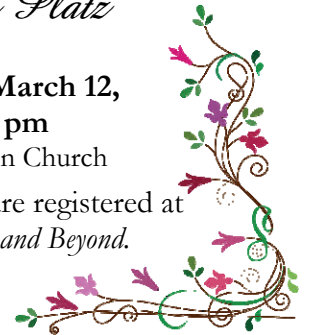 Platz
March 12,
pm
n Church
re registered at
and Beyond.